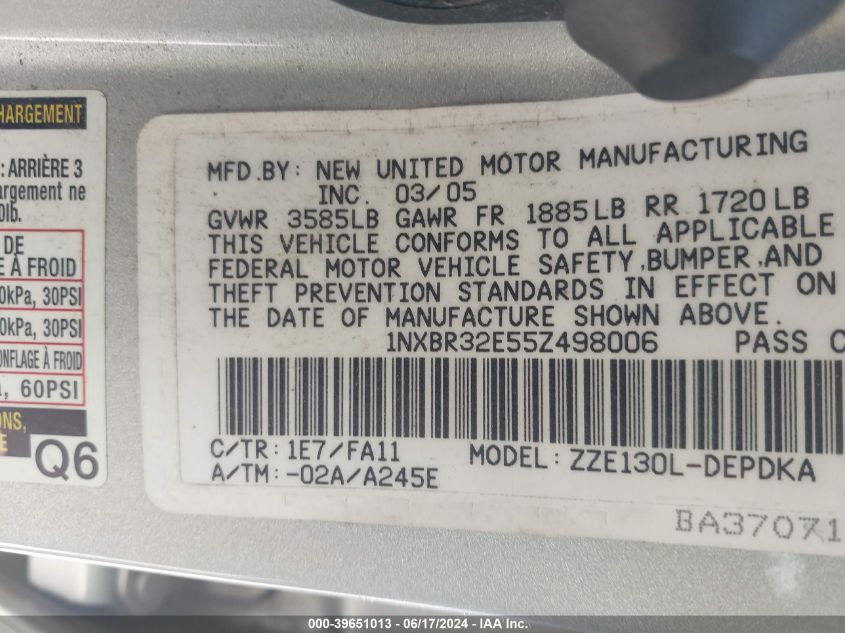 HARGEMENT
: ARRIÈRE 3
hargement ne
0lb.
DE
E À FROID
0kPa, 30PSI
0kPa, 30PSI
ONFLAGE À FROID
a, 60PSI
ONS,
E
Q6
MFD.BY: NEW UNITED MOTOR MANUFACTURING
INC. 03/05
GVWR 3585LB GAWR FR 1885LB RR 1720LB
THIS VEHICLE CONFORMS TO ALL APPLICABLE
FEDERAL MOTOR VEHICLE SAFETY,BUMPER,AND
THEFT PREVENTION STANDARDS IN EFFECT ON
THE DATE OF MANUFACTURE SHOWN ABOVE.
1NXBR32E55Z498006 PASS C
C/TR: 1E7/FA11 MODEL: ZZE130L-DEPDKA
A/TM:-02A/A245E
BA37071
000-39651013 - 06/17/2024 - IAA Inc.